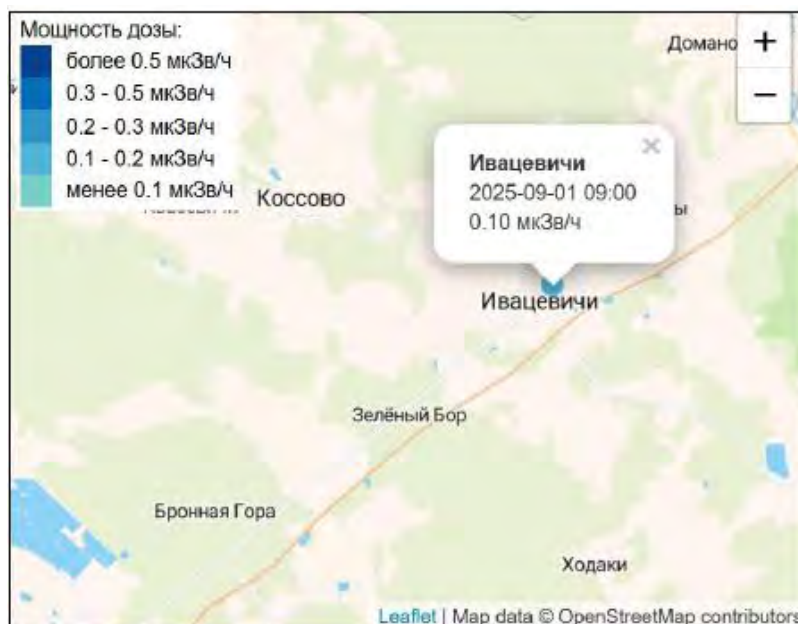 Мощность дозы:
более 0.5 мкЗв/ч
0.3 - 0.5 мкЗв/ч
0.2 - 0.3 мкЗв/ч
0.1 - 0.2 мкЗв/ч
менее 0.1 мкЗв/ч
Домано
+
−
×
Ивацевичи
2025-09-01 09:00
0.10 мкЗв/ч
Коссово
ы
Ивацевичи
Зелёный Бор
Бронная Гора
Ходаки
Leaflet | Map data © OpenStreetMap contributors